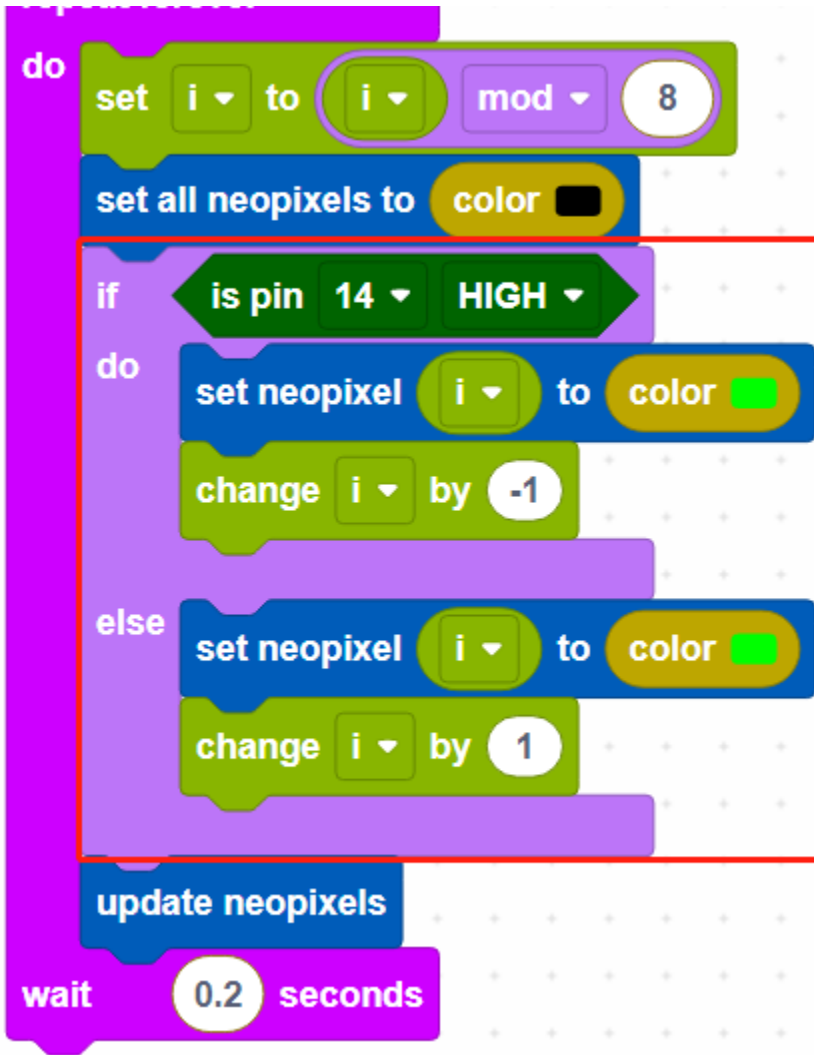 do
set i to i mod 8
set all neopixels to color
if is pin 14 HIGH
do
set neopixel i to color
change i by -1
else
set neopixel i to color
change i by 1
update neopixels
wait 0.2 seconds